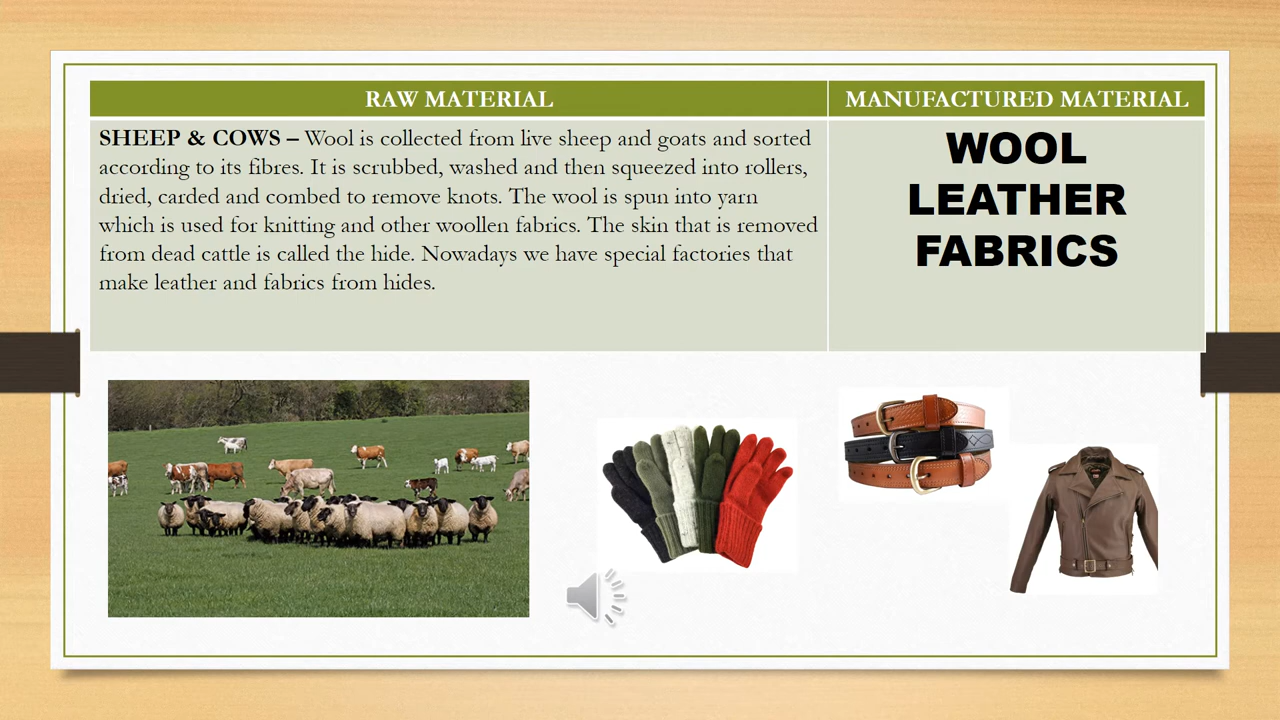 RAW MATERIAL
MANUFACTURED MATERIAL
SHEEP & COWS – Wool is collected from live sheep and goats and sorted
according to its fibres. It is scrubbed, washed and then squeezed into rollers,
dried, carded and combed to remove knots. The wool is spun into yarn
which is used for knitting and other woollen fabrics. The skin that is removed
from dead cattle is called the hide. Nowadays we have special factories that
make leather and fabrics from hides.
WOOL
LEATHER
FABRICS